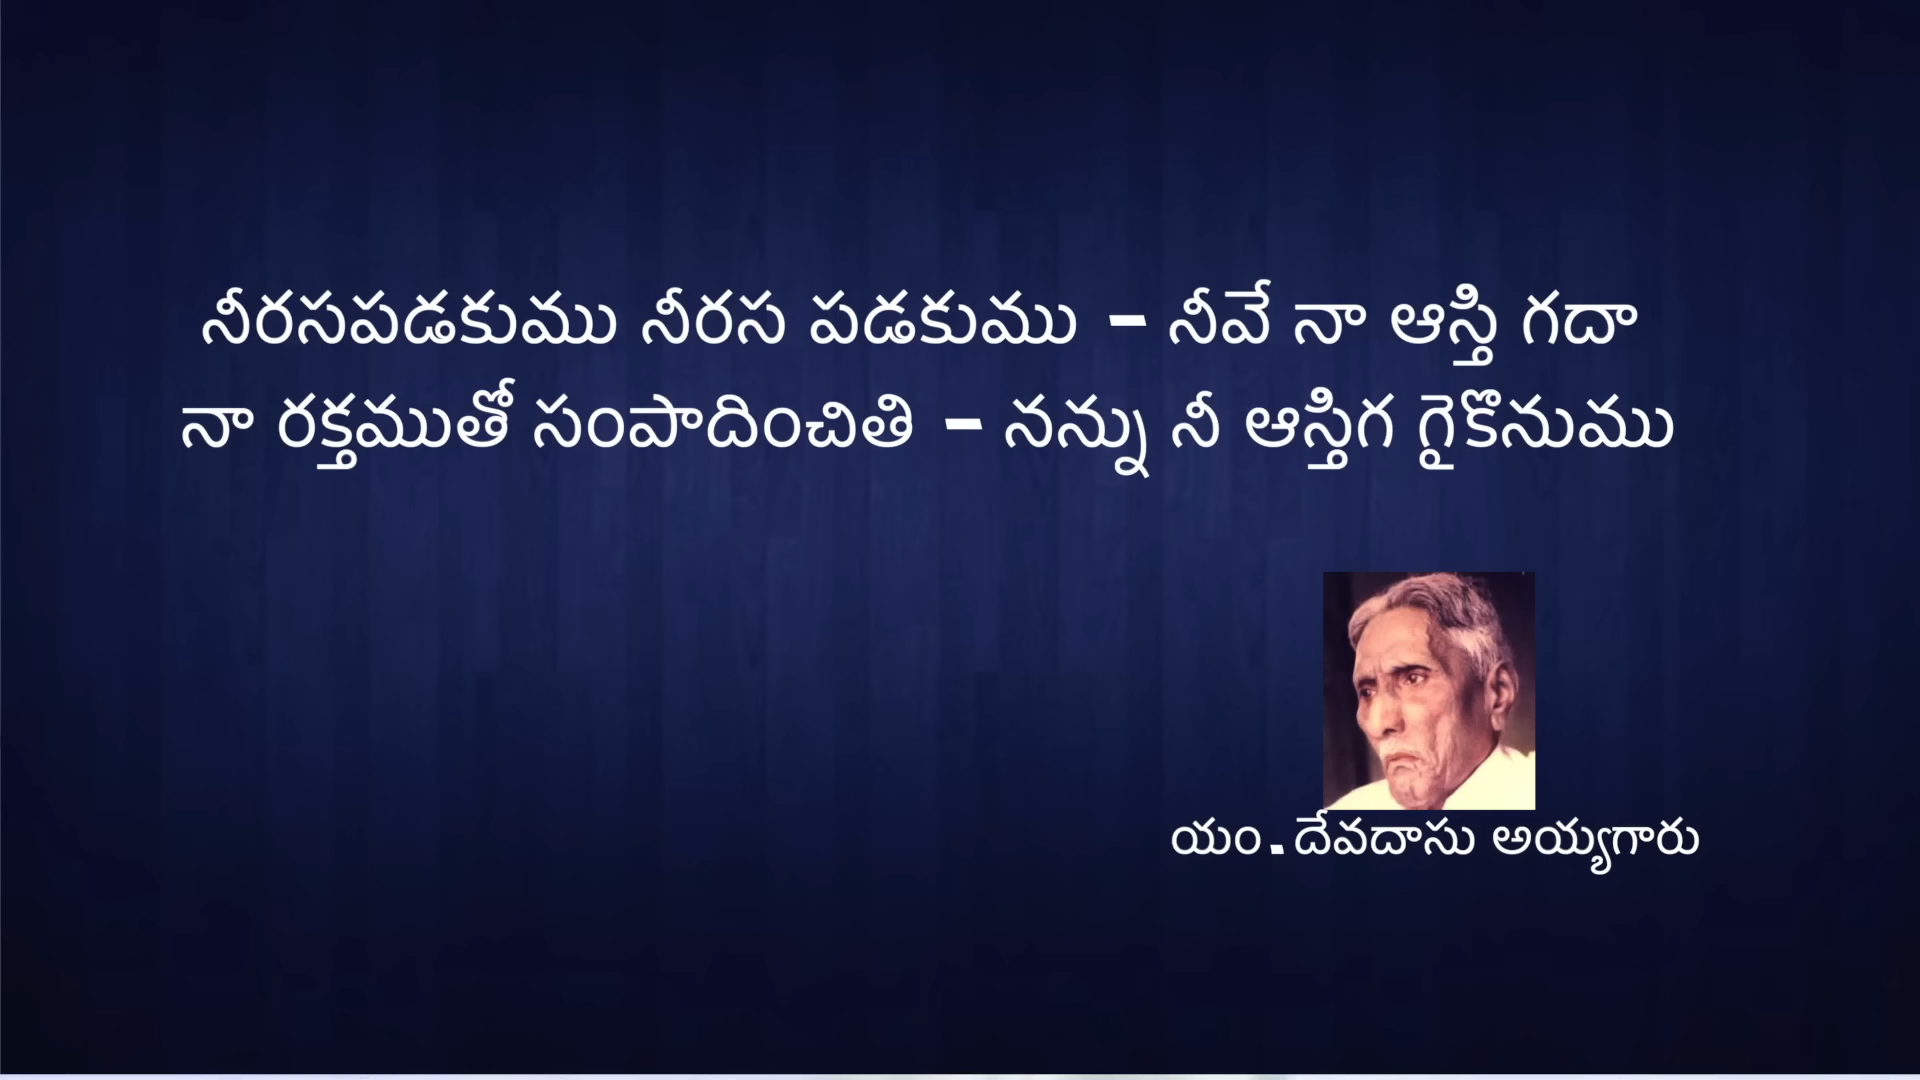 నీరసపడకుము నీరస పడకుము - నీవే నా ఆస్తి గదా
నా రక్తముతో సంపాదించితి - నన్ను నీ ఆస్తిగ గైకొనుము
యం.దేవదాసు అయ్యగారు